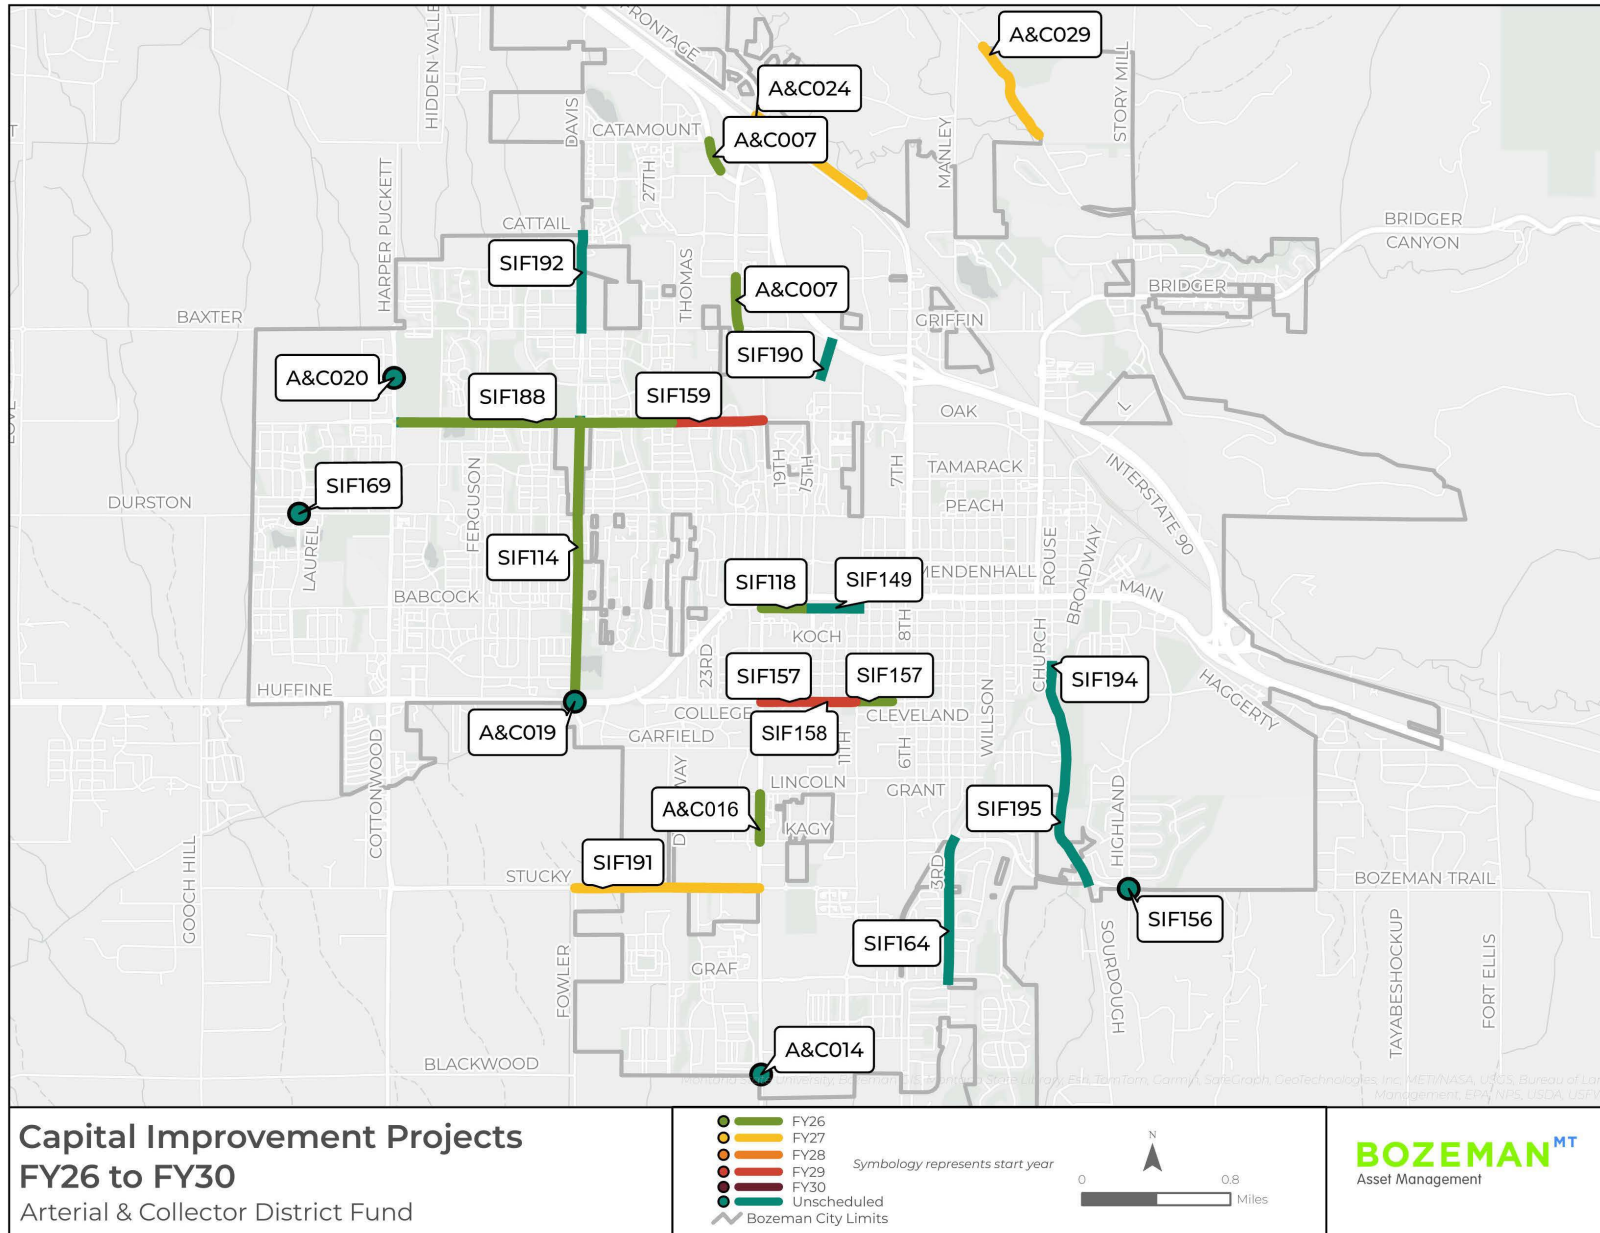 FRONTAGE
A&C029
HIDDEN VALLE
STORY MILL
A&C024
DAVIS
CATAMOUNT
A&C007
MANLEY
27TH
HARPER PUCKETT
CATTAIL
BRIDGER
CANYON
SIF192
THOMAS
A&C007
BRIDGER
BAXTER
GRIFFIN
SIF190
A&C020
SIF188
SIF159
OAK
L
LOVE
19TH
15TH
7TH
TAMARACK
INTERSTATE 90
SIF169
FERGUSON
DURSTON
PEACH
LAUREL
SIF114
ROUSE
BROADWAY
SIF118
SIF149
MENDENHALL
MAIN
BABCOCK
8TH
KOCH
23RD
CHURCH
SIF157
SIF157
SIF194
HUFFINE
HAGGERTY
COLLEGE
CLEVELAND
WILLSON
A&C019
GARFIELD
SIF158
11TH
6TH
COTTONWOOD
WAY
LINCOLN
GRANT
A&C016
SIF195
HIGHLAND
KAGY
D
GOOCH HILL
SIF191
3RD
STUCKY
BOZEMAN TRAIL
SIF156
SIF164
SOURDOUGH
TAYABESHOCKUP
FORT ELLIS
FOWLER
GRAF
A&C014
BLACKWOOD
Capital Improvement Projects
FY26 to FY30
Arterial & Collector District Fund
FY26
FY27
FY28
FY29
FY30
Unscheduled
Bozeman City Limits
Symbology represents start year
N
0 0.8
Miles
BOZEMAN MT
Asset Management